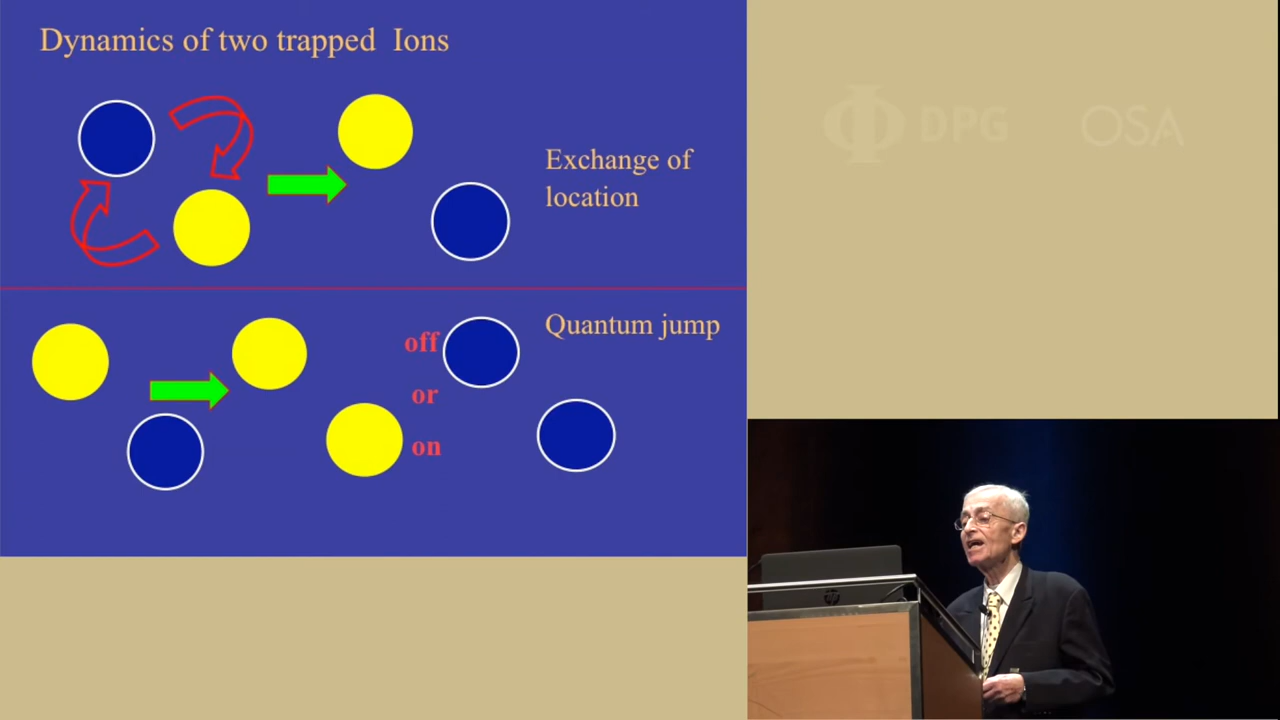 Dynamics of two trapped Ions
Exchange of
location
Quantum jump
off
or
on
DPG
OSA